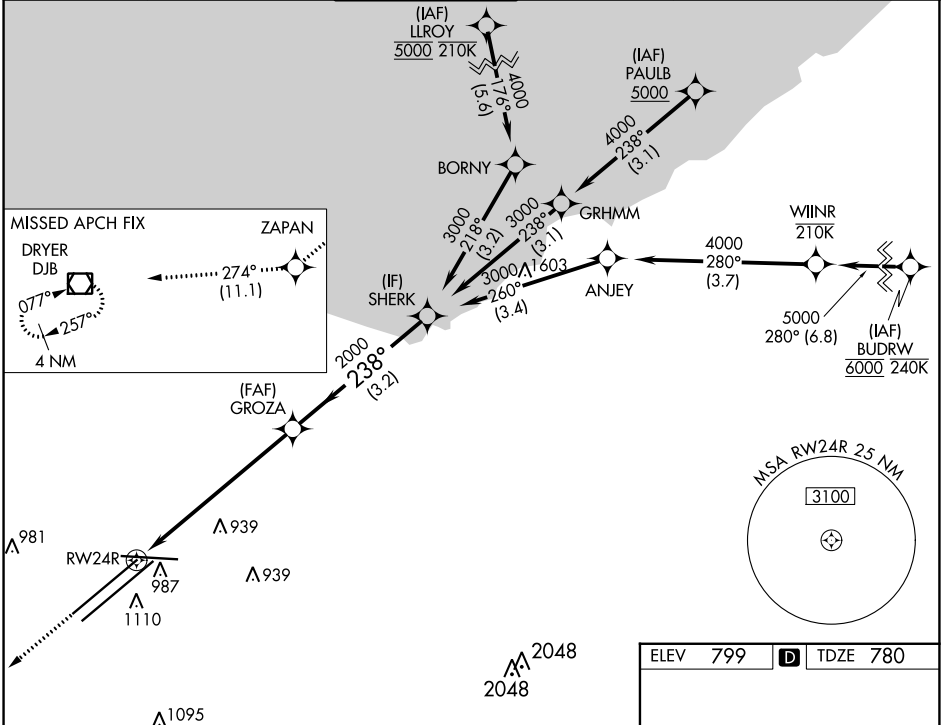 (IAF)
LLROY
5000 210K
4000
176°
(5.6)
(IAF)
PAULB
5000
4000
238°
(3.1)
BORNY
3000
218°
(3.2)
GRHMM
3000
238°
(3.1)
WIINR
210K
4000
280°
(3.7)
5000
280° (6.8)
(IAF)
BUDRW
6000 240K
ANJEY
3000
260°
(3.4)
1603
(IF)
SHERK
MISSED APCH FIX
DRYER
DJB
077°
257°
4 NM
ZAPAN
274°
(11.1)
2000
238°
(3.2)
(FAF)
GROZA
MSA RW24R 25 NM
3100
981
939
RW24R
987
939
1110
2048
2048
1095
ELEV 799 D TDZE 780